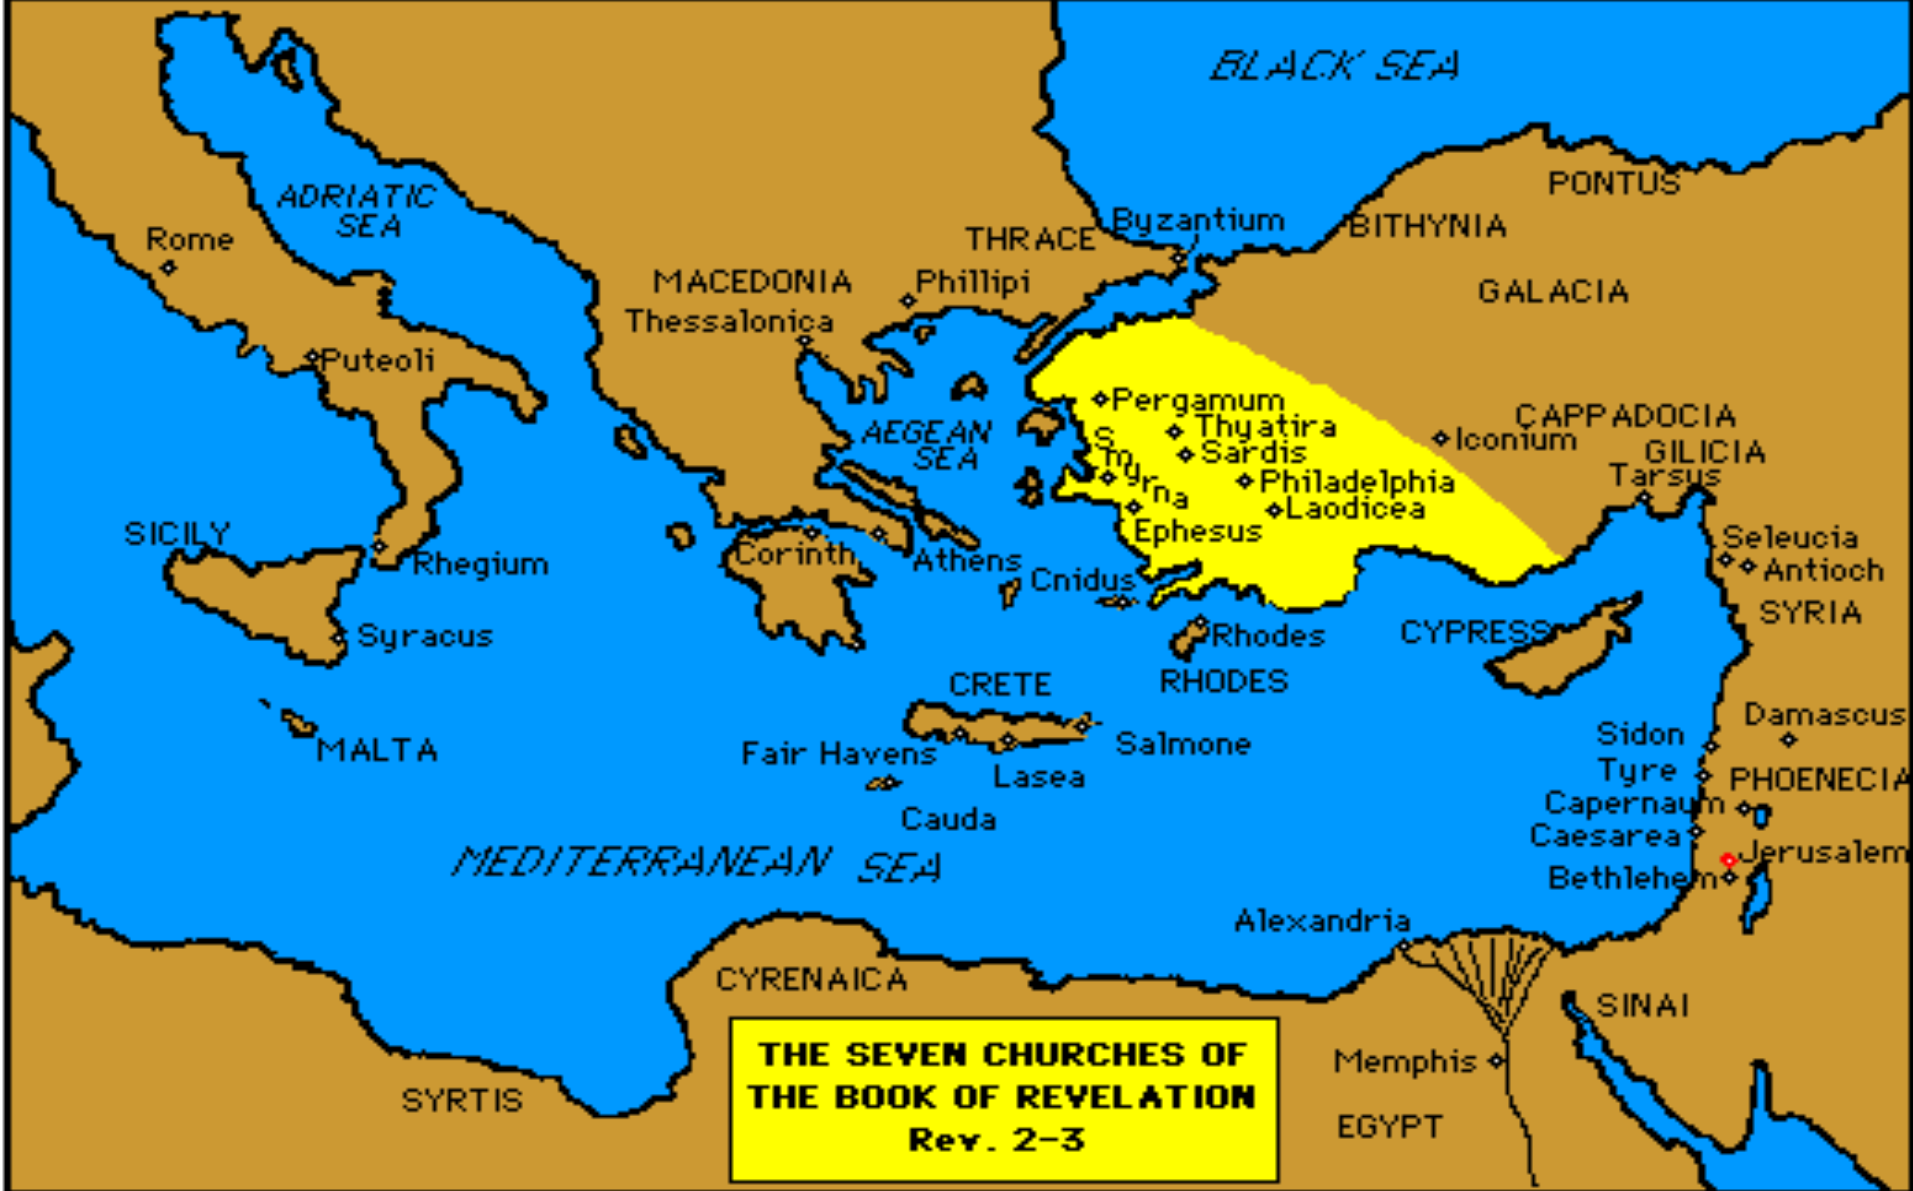 BLACK SEA
PONTUS
ADRIATIC
SEA
Byzantium
BITHYNIA
Rome
THRACE
MACEDONIA
Phillipi
GALACIA
Thessalonica
Puteoli
Pergamum
CAPPADOCIA
Thyatira
AEGEAN
SEA
Iconium
Smyrna
Sardis
GILICIA
Tarsus
Philadelphia
Laodicea
SICILY
Ephesus
Seleucia
Corinth
Athens
Rhegium
Cnidus
Antioch
SYRIA
Syracus
Rhodes
CYPRESS
CRETE
RHODES
Damascus
MALTA
Fair Havens
Salmone
Sidon
Lasea
Tyre
PHOENECIA
Capernaum
Cauda
Caesarea
MEDITERRANEAN SEA
Jerusalem
Bethlehem
Alexandria
CYRENAICA
SINAI
THE SEVEN CHURCHES OF
THE BOOK OF REVELATION
Rev. 2-3
Memphis
SYRTIS
EGYPT